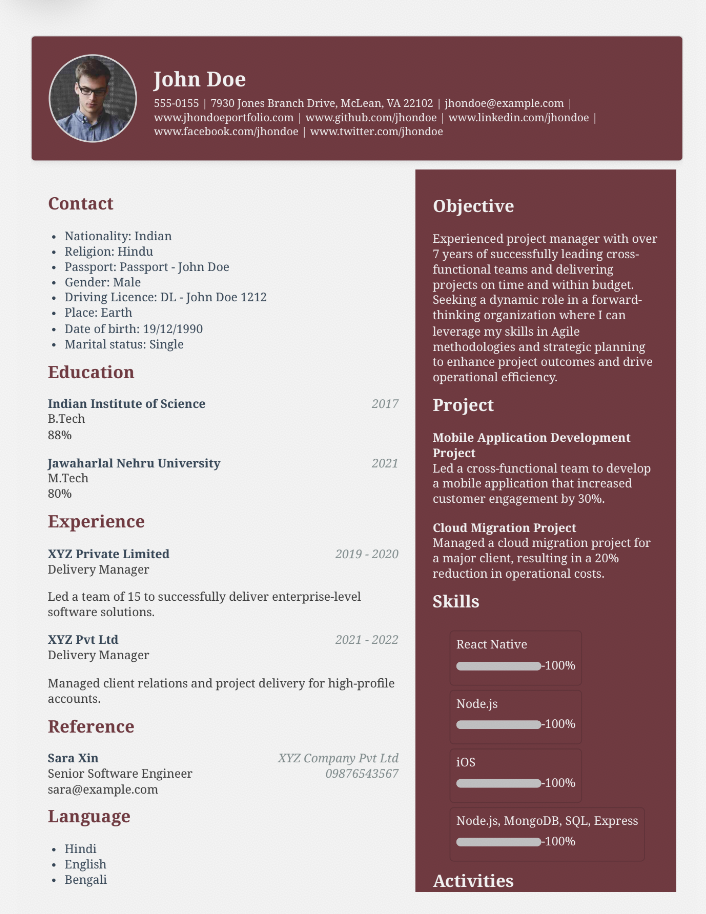 John Doe
555-0155 | 7930 Jones Branch Drive, McLean, VA 22102 | jhondoe@example.com |
www.jhondoeportfolio.com | www.github.com/jhondoe | www.linkedin.com/jhondoe |
www.facebook.com/jhondoe | www.twitter.com/jhondoe
Contact
• Nationality: Indian
• Religion: Hindu
• Passport: Passport - John Doe
• Gender: Male
• Driving Licence: DL - John Doe 1212
• Place: Earth
• Date of birth: 19/12/1990
• Marital status: Single
Education
Indian Institute of Science 2017
B.Tech
88%
Jawaharlal Nehru University 2021
M.Tech
80%
Experience
XYZ Private Limited 2019 - 2020
Delivery Manager
Led a team of 15 to successfully deliver enterprise-level
software solutions.
XYZ Pvt Ltd 2021 - 2022
Delivery Manager
Managed client relations and project delivery for high-profile
accounts.
Reference
Sara Xin XYZ Company Pvt Ltd
Senior Software Engineer 09876543567
sara@example.com
Language
• Hindi
• English
• Bengali
Objective
Experienced project manager with over
7 years of successfully leading cross-
functional teams and delivering
projects on time and within budget.
Seeking a dynamic role in a forward-
thinking organization where I can
leverage my skills in Agile
methodologies and strategic planning
to enhance project outcomes and drive
operational efficiency.
Project
Mobile Application Development
Project
Led a cross-functional team to develop
a mobile application that increased
customer engagement by 30%.
Cloud Migration Project
Managed a cloud migration project for
a major client, resulting in a 20%
reduction in operational costs.
Skills
React Native
-100%
Node.js
-100%
iOS
-100%
Node.js, MongoDB, SQL, Express
-100%
Activities